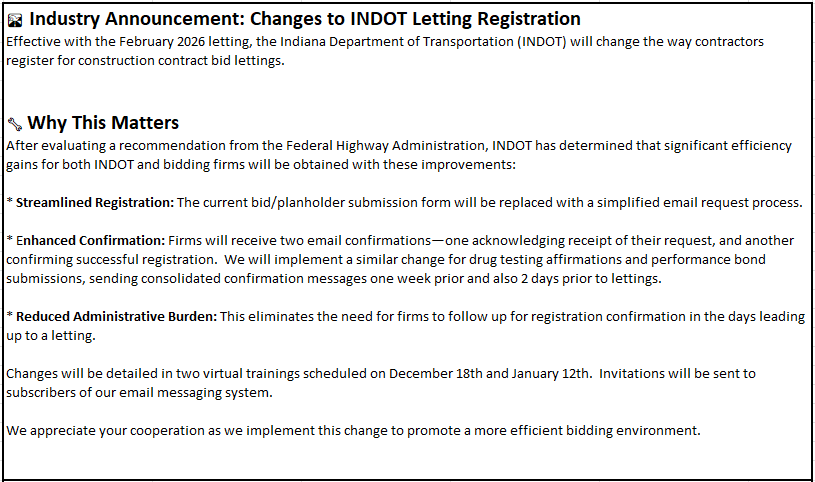 Industry Announcement: Changes to INDOT Letting Registration
Effective with the February 2026 letting, the Indiana Department of Transportation (INDOT) will change the way contractors
register for construction contract bid lettings.
Why This Matters
After evaluating a recommendation from the Federal Highway Administration, INDOT has determined that significant efficiency
gains for both INDOT and bidding firms will be obtained with these improvements:
* Streamlined Registration: The current bid/planholder submission form will be replaced with a simplified email request process.
* Enhanced Confirmation: Firms will receive two email confirmations—one acknowledging receipt of their request, and another
confirming successful registration.  We will implement a similar change for drug testing affirmations and performance bond
submissions, sending consolidated confirmation messages one week prior and also 2 days prior to lettings.
* Reduced Administrative Burden: This eliminates the need for firms to follow up for registration confirmation in the days leading
up to a letting.
Changes will be detailed in two virtual trainings scheduled on December 18th and January 12th.  Invitations will be sent to
subscribers of our email messaging system.
We appreciate your cooperation as we implement this change to promote a more efficient bidding environment.